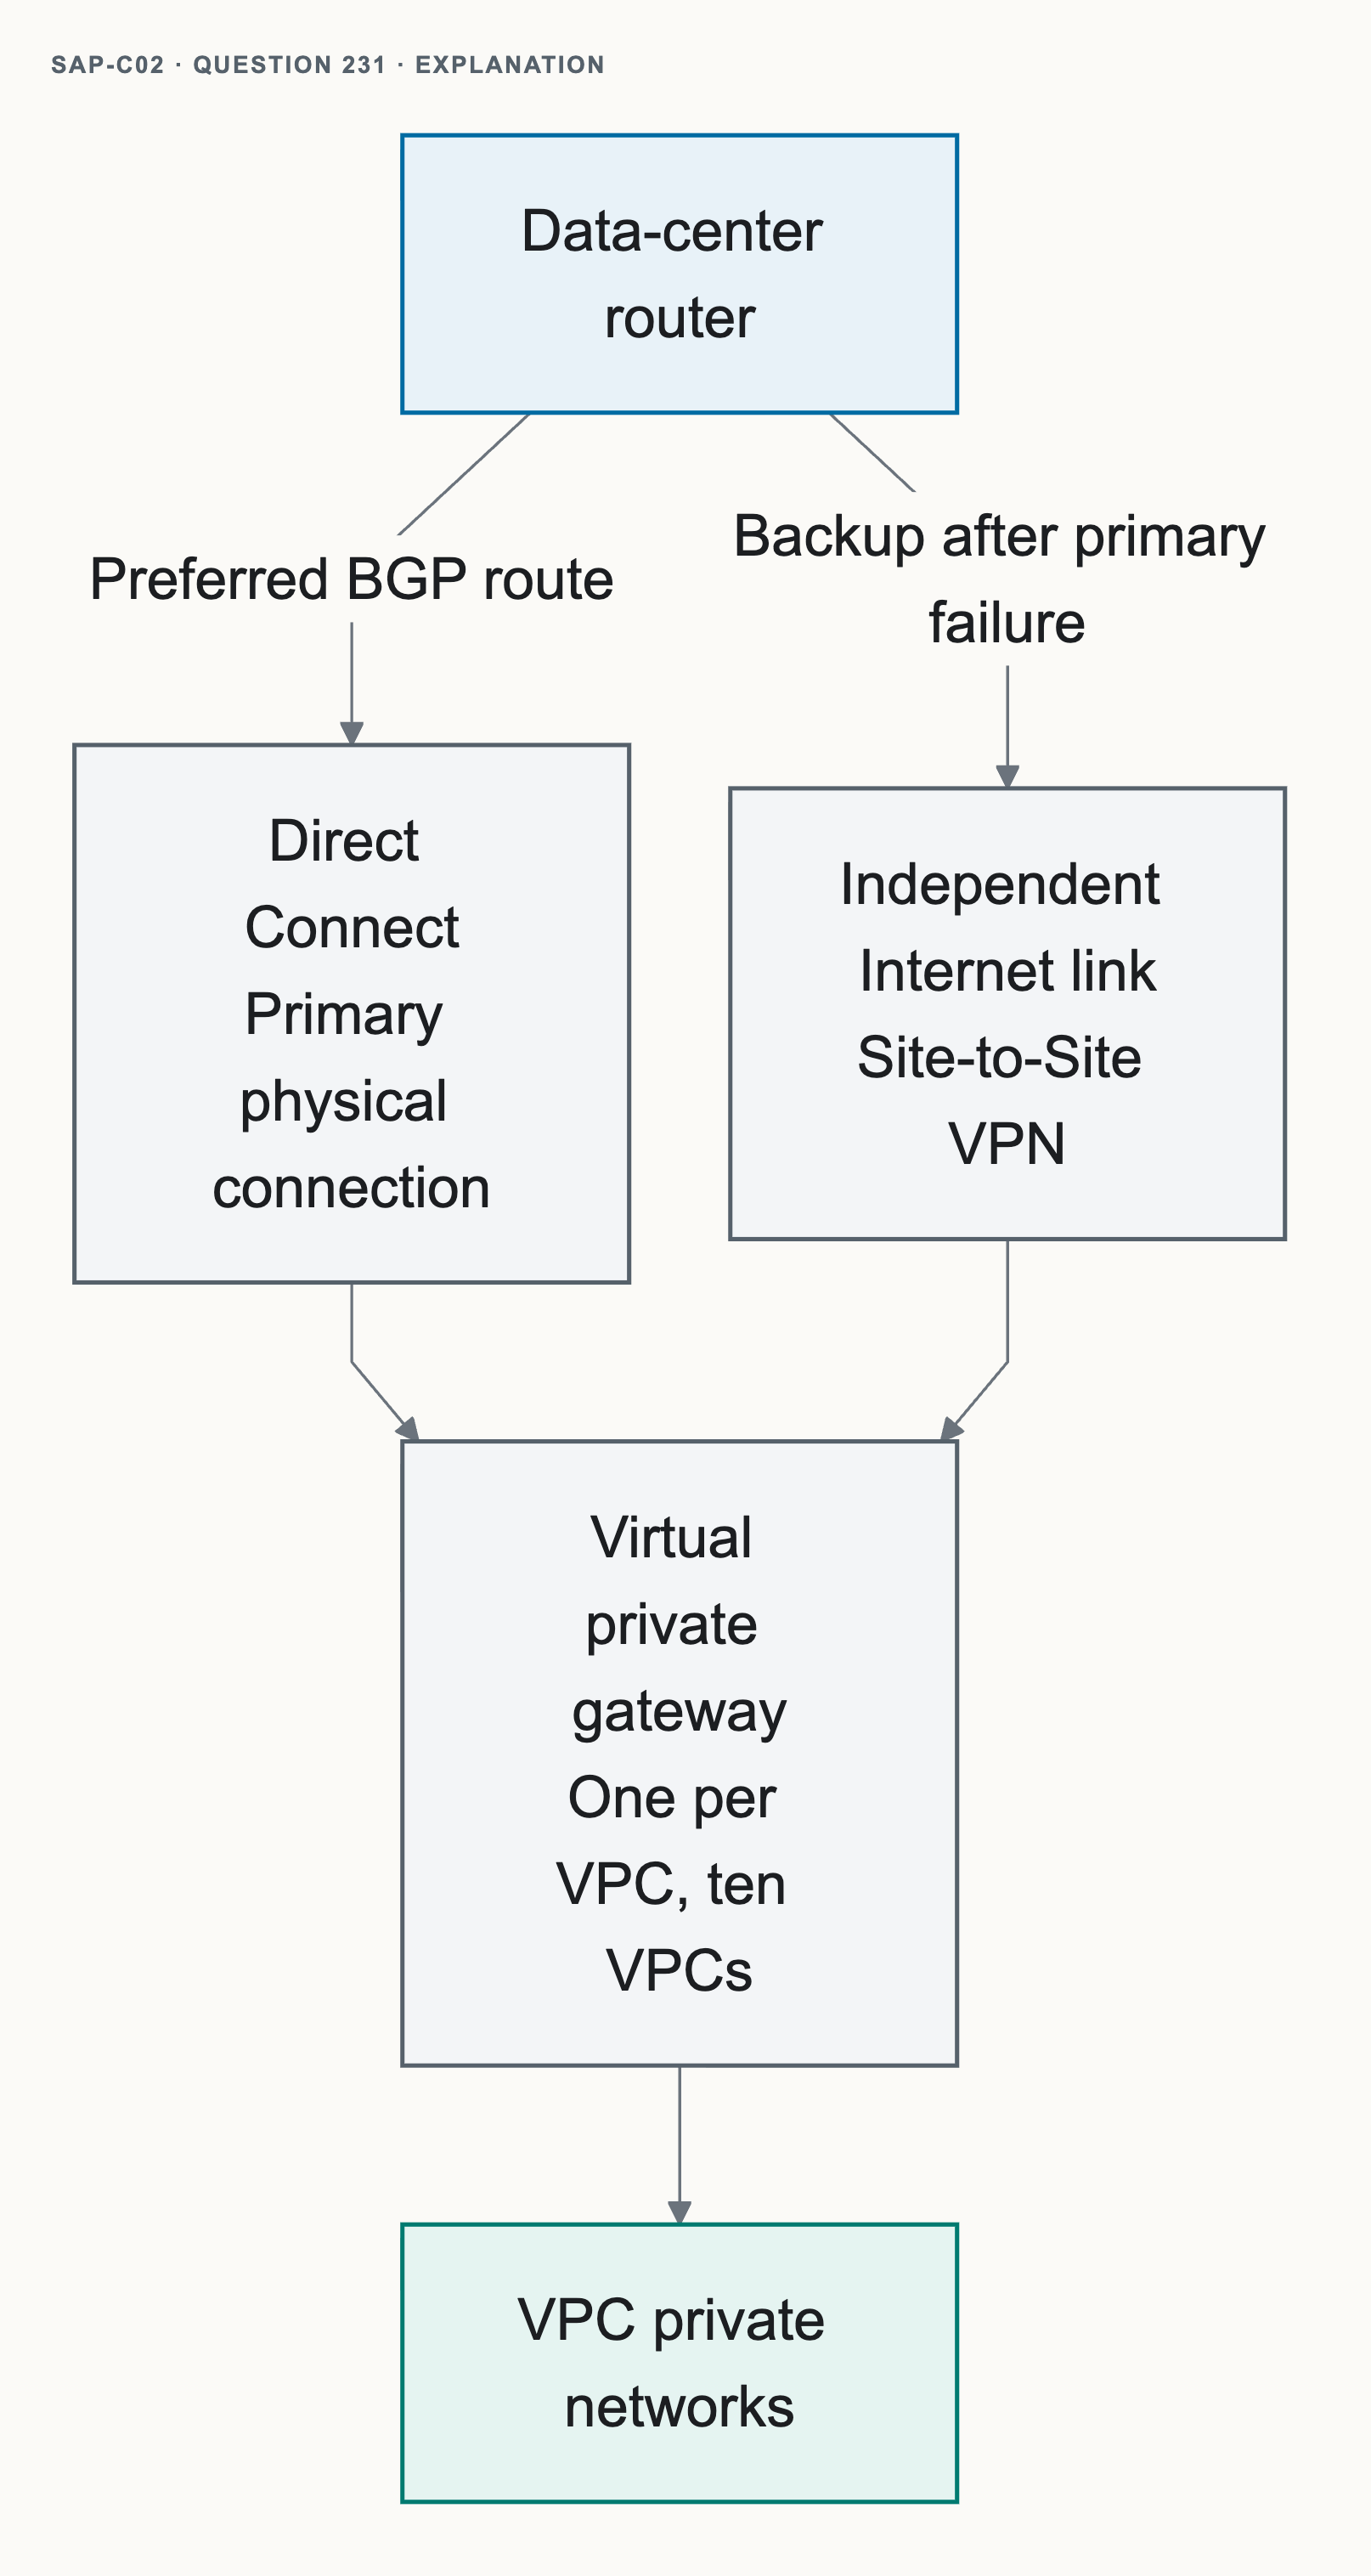 SAP-C02 · QUESTION 231 · EXPLANATION
Data-center
router
Preferred BGP route
Backup after primary
failure
Direct
Connect
Primary
physical
connection
Independent
Internet link
Site-to-Site
VPN
Virtual
private
gateway
One per
VPC, ten
VPCs
VPC private
networks